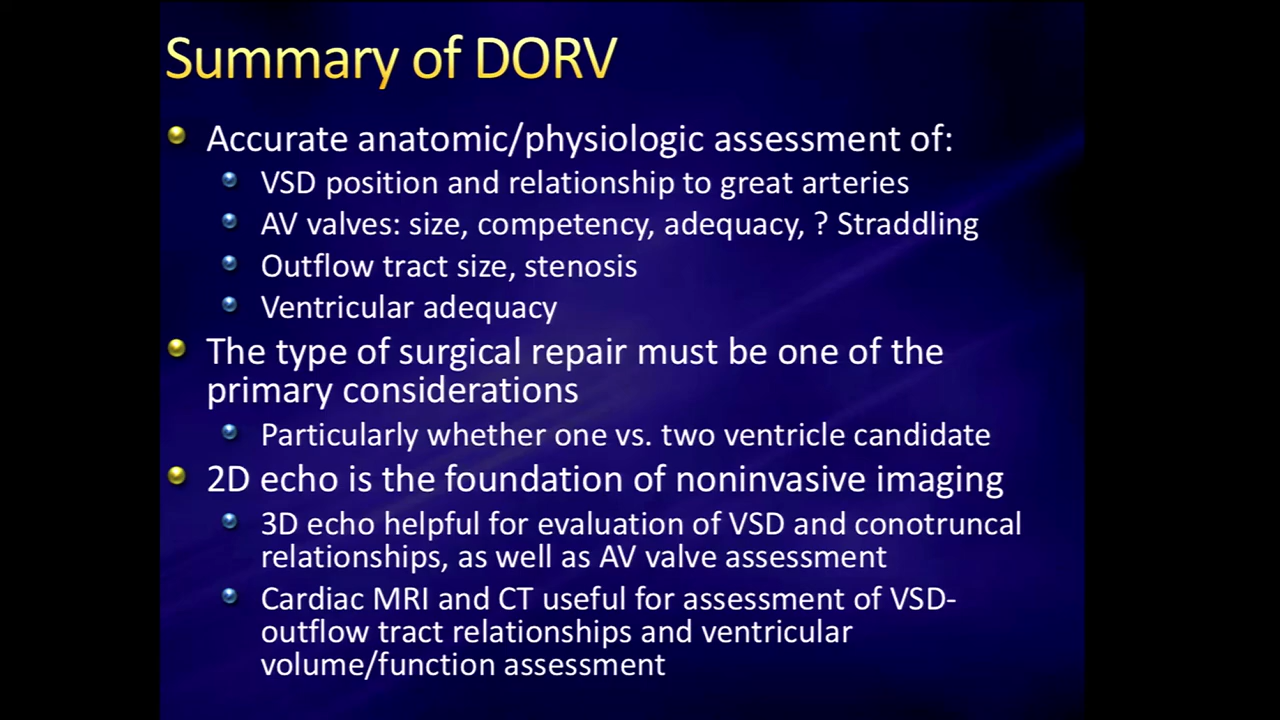 Summary of DORV
Accurate anatomic/physiologic assessment of:
VSD position and relationship to great arteries
AV valves: size, competency, adequacy, ? Straddling
Outflow tract size, stenosis
Ventricular adequacy
The type of surgical repair must be one of the
primary considerations
Particularly whether one vs. two ventricle candidate
2D echo is the foundation of noninvasive imaging
3D echo helpful for evaluation of VSD and conotruncal
relationships, as well as AV valve assessment
Cardiac MRI and CT useful for assessment of VSD-
outflow tract relationships and ventricular
volume/function assessment